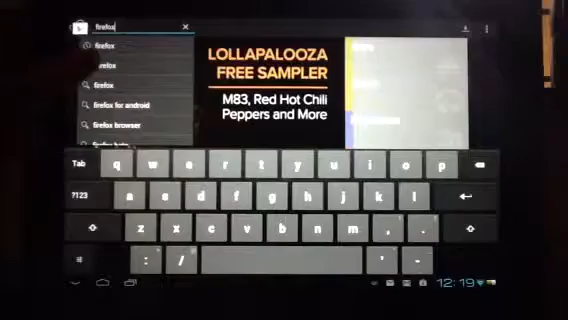 firefox
firefox
firefox
firefox
firefox for android
firefox browser
LOLLAPALOOZA
FREE SAMPLER
M83, Red Hot Chili
Peppers and More
Tab q w e r t y u i o p
?123 a s d f g h j k l
z x c v b n m , .
: / ' -
12:19